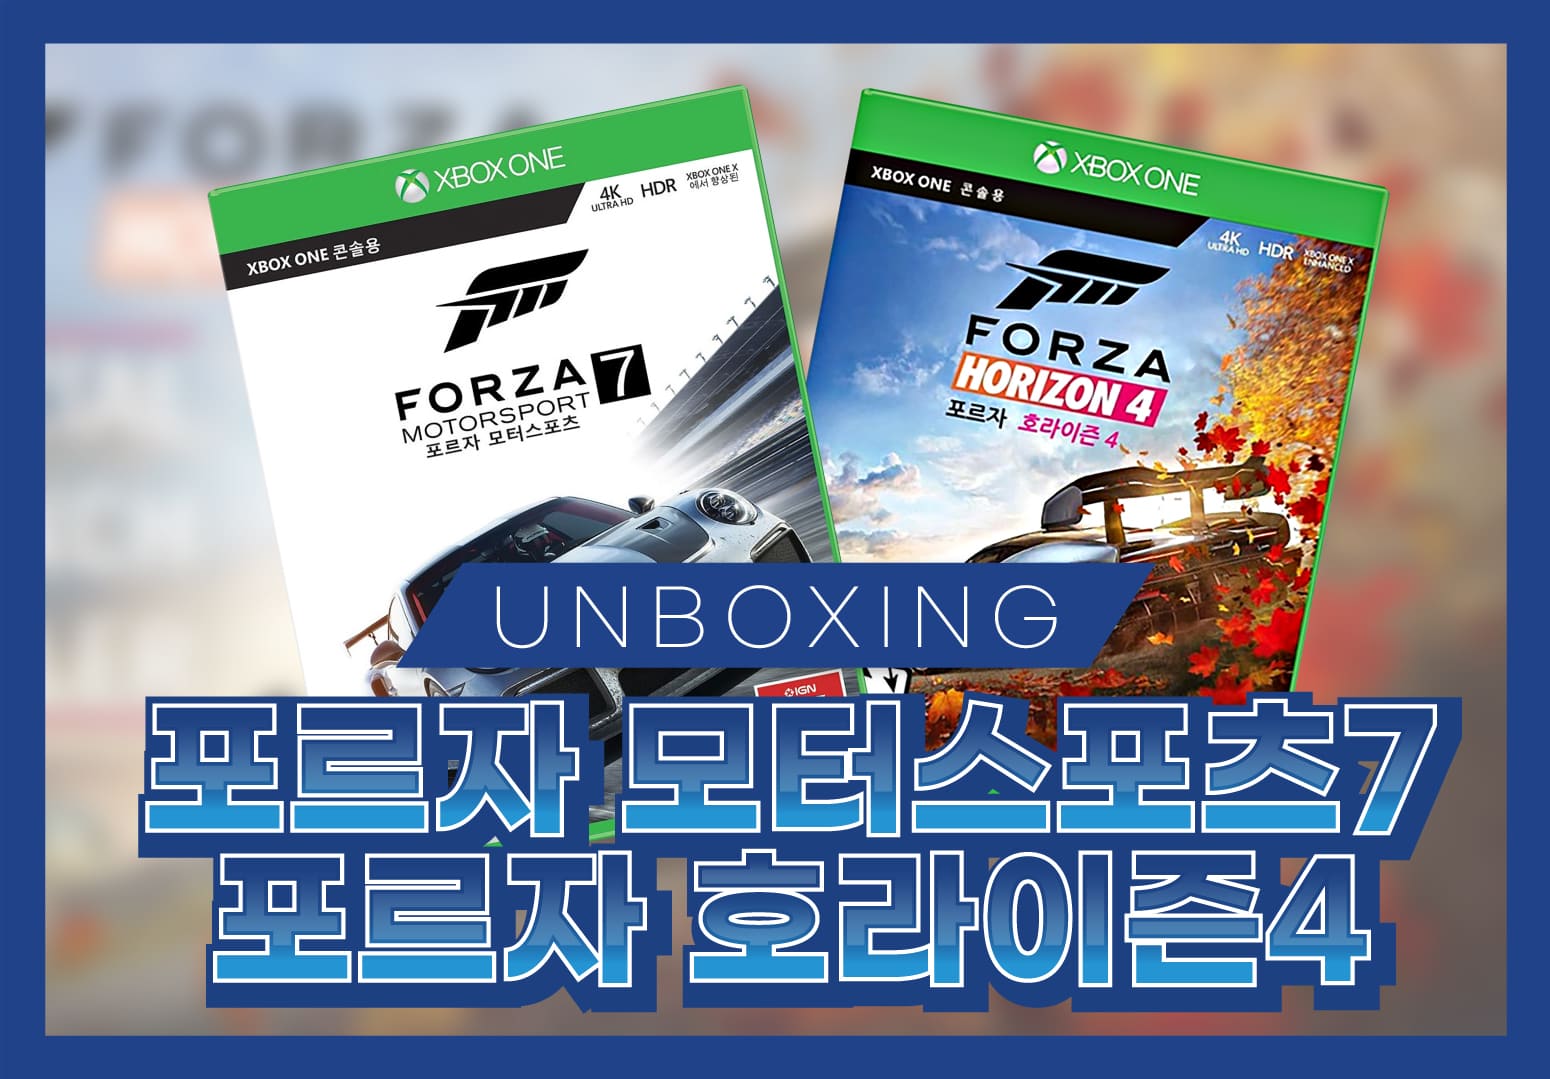 XBOX ONE
XBOX ONE 콘솔용
4K
ULTRA HD
HDR
XBOX ONE X
에서 향상된
FORZA 7
MOTORSPORT
포르자 모터스포츠
IGN
XBOX ONE
XBOX ONE 콘솔용
4K
ULTRA HD
HDR
XBOX ONE X
ENHANCED
FORZA
HORIZON 4
포르자 호라이즌 4
FORZA
UNBOXING
포르자 모터스포츠7
포르자 호라이즌4